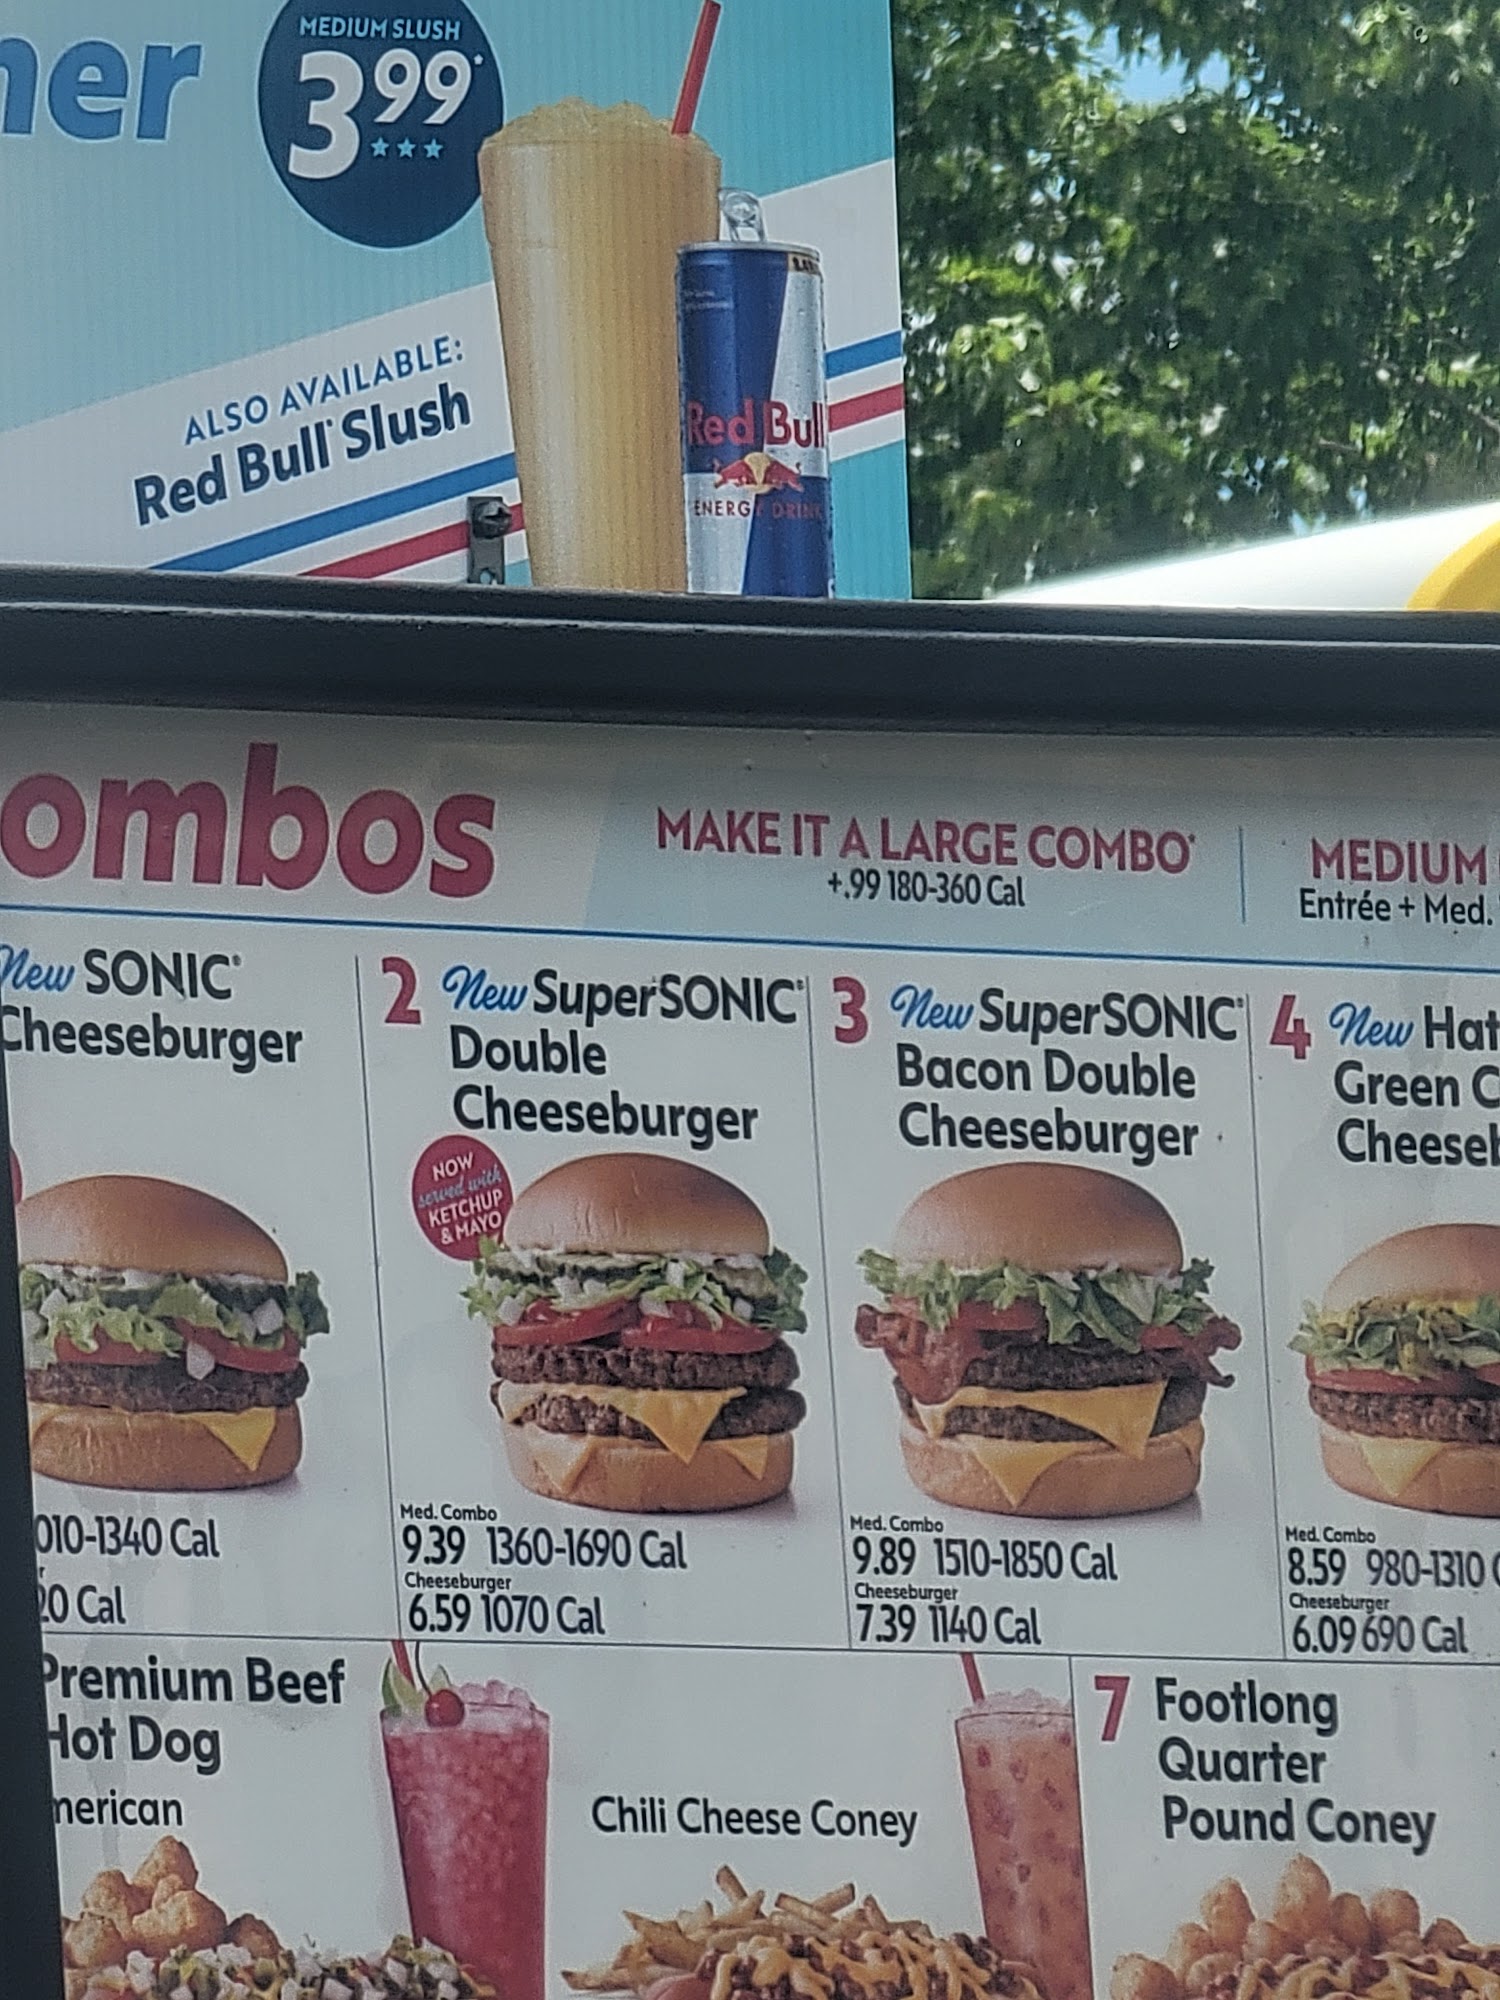 ner
MEDIUM SLUSH
3.99*
ALSO AVAILABLE:
Red Bull® Slush
Red Bull
ENERGY DRINK
ombos
MAKE IT A LARGE COMBO*
+.99 180-360 Cal
MEDIUM
Entrée + Med.
New SONIC®
Cheeseburger
010-1340 Cal
20 Cal
2 New SuperSONIC®
Double
Cheeseburger
NOW
served with
KETCHUP
& MAYO
Med. Combo
9.39 1360-1690 Cal
Cheeseburger
6.59 1070 Cal
3 New SuperSONIC®
Bacon Double
Cheeseburger
Med. Combo
9.89 1510-1850 Cal
Cheeseburger
7.39 1140 Cal
4 New Hat
Green C
Cheeseb
Med. Combo
8.59 980-1310 C
Cheeseburger
6.09 690 Cal
Premium Beef
Hot Dog
merican
Chili Cheese Coney
7 Footlong
Quarter
Pound Coney